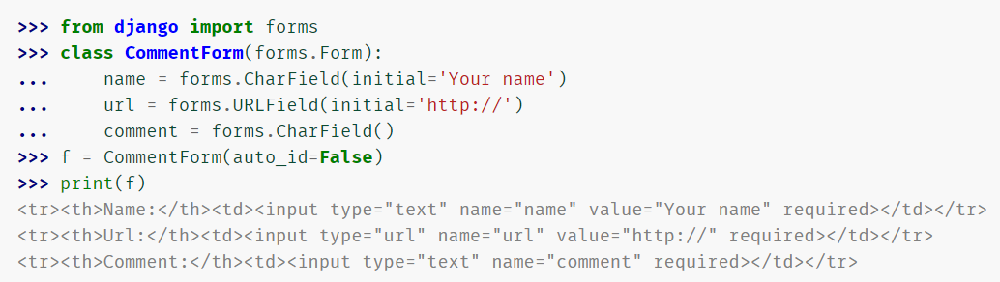 >>> from django import forms
>>> class CommentForm(forms.Form):
...     name = forms.CharField(initial='Your name')
...     url = forms.URLField(initial='http://')
...     comment = forms.CharField()
>>> f = CommentForm(auto_id=False)
>>> print(f)
<tr><th>Name:</th><td><input type="text" name="name" value="Your name" required></td></tr>
<tr><th>Url:</th><td><input type="url" name="url" value="http://" required></td></tr>
<tr><th>Comment:</th><td><input type="text" name="comment" required></td></tr>